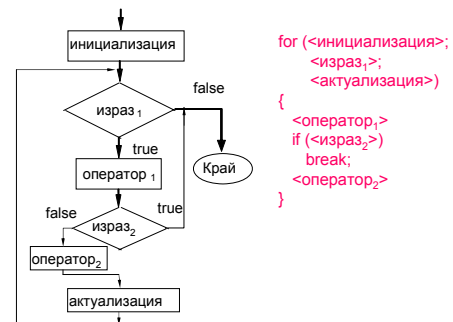 инициализация
false
израз₁
true
оператор ₁
Край
false
true
израз₂
оператор₂
актуализация
for (<инициализация>;
<израз₁>;
<актуализация>)
{
<оператор₁>
if (<израз₂>)
break;
<оператор₂>
}